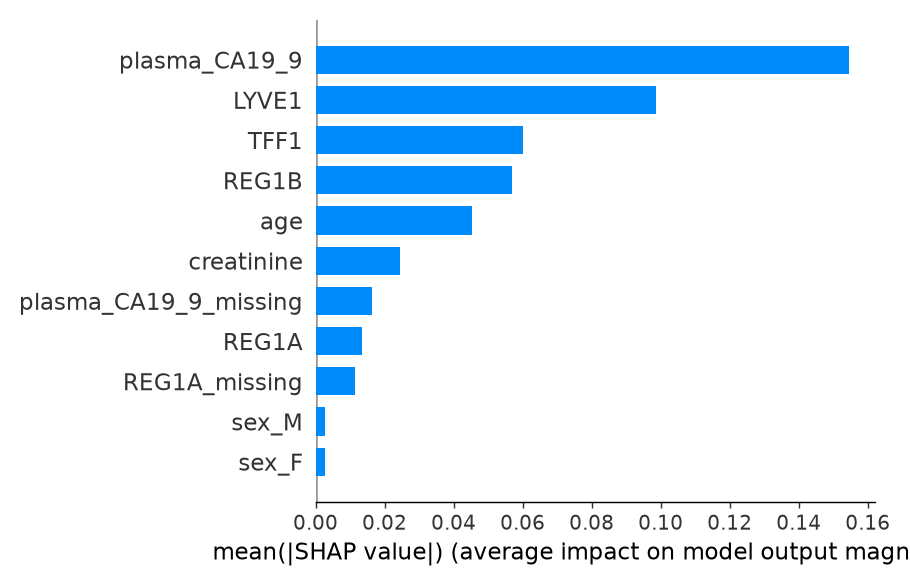 plasma_CA19_9
LYVE1
TFF1
REG1B
age
creatinine
plasma_CA19_9_missing
REG1A
REG1A_missing
sex_M
sex_F
0.00 0.02 0.04 0.06 0.08 0.10 0.12 0.14 0.16
mean(|SHAP value|) (average impact on model output magn